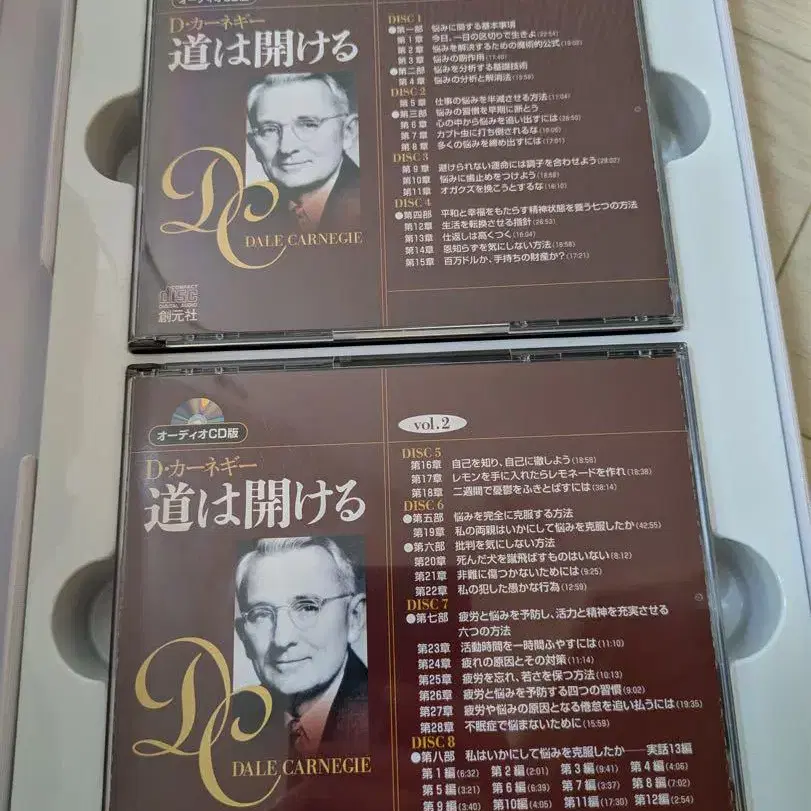 オーディオCD版
D・カーネギー
道は開ける
DALE CARNEGIE
COMPACT
disc
DIGITAL AUDIO
創元社
DISC 1
●第一部 悩みに関する基本事項
第1章 今日、一日の区切りで生きよ(22:54)
第2章 悩みを解決するための魔術的公式
第3章 悩みの副作用
●第二部 悩みを分析する基礎技術
第4章 悩みの分析と解消法(13:58)
DISC 2
第5章 仕事の悩みを半減させる方法(11:04)
●第三部 悩みの習慣を早期に断とう
第6章 心の中から悩みを追い出すには
第7章 カブト虫に打ち倒されるな
第8章 多くの悩みを締め出すには(17:01)
DISC 3
第9章 避けられない運命には調子を合わせよう
第10章 悩みに歯止めをつけよう
第11章 オガクズを挽こうとするな(16:10)
DISC 4
●第四部 平和と幸福をもたらす精神状態を養う七つの方法
第12章 生活を転換させる指針
第13章 仕返しは高くつく(16:04)
第14章 恩知らずを気にしない方法
第15章 百万ドルか、手持ちの財産か?(17:21)
オーディオCD版
D・カーネギー
道は開ける
DALE CARNEGIE
vol.2
DISC 5
第16章 自己を知り、自己に徹しよう
第17章 レモンを手に入れたらレモネードを作れ(18:38)
第18章 二週間で憂鬱をふきとばすには(38:14)
DISC 6
●第五部 悩みを完全に克服する方法
第19章 私の両親はいかにして悩みを克服したか(42:55)
●第六部 批判を気にしない方法
第20章 死んだ犬を蹴飛ばすものはいない(8:12)
第21章 非難に傷つかないためには(9:25)
第22章 私の犯した愚かな行為(12:59)
DISC 7
●第七部 疲労と悩みを予防し、活力と精神を充実させる
六つの方法
第23章 活動時間を一時間ふやすには(11:10)
第24章 疲れの原因とその対策(11:14)
第25章 疲労を忘れ、若さを保つ方法(10:13)
第26章 疲労と悩みを予防する四つの習慣(9:02)
第27章 疲労や悩みの原因となる倦怠を追い払うには(19:35)
第28章 不眠症で悩まないために(15:59)
DISC 8
●第八部 私はいかにして悩みを克服したか――実話13編
第1編(6:32) 第2編(2:01) 第3編(9:41) 第4編(4:06)
第5編(3:21) 第6編(6:39) 第7編(3:37) 第8編(7:02)
第9編(3:40) 第10編(4:05) 第11編(17:30) 第12編(2:54)